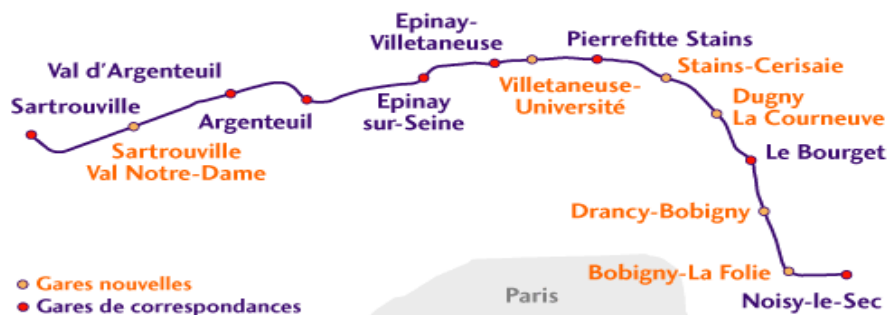 Epinay-
Villetaneuse
Pierrefitte Stains
Val d'Argenteuil
Stains-Cerisaie
Villetaneuse-
Université
Sartrouville
Dugny
La Courneuve
Argenteuil
Epinay
sur-Seine
Sartrouville
Val Notre-Dame
Le Bourget
Drancy-Bobigny
Bobigny-La Folie
Gares nouvelles
Gares de correspondances
Paris
Noisy-le-Sec